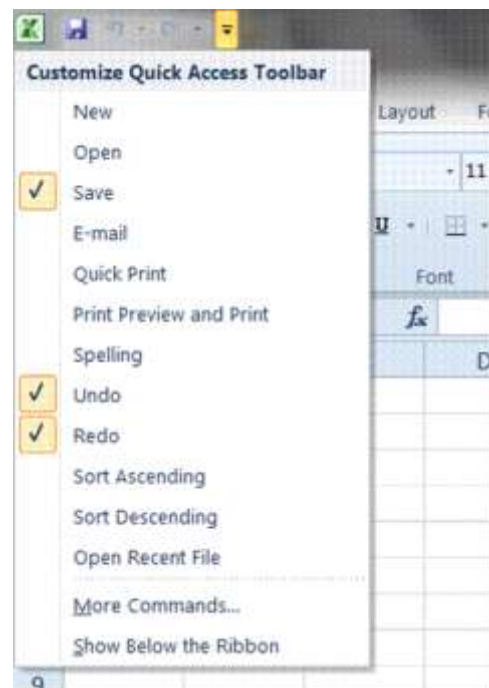 Customize Quick Access Toolbar
New
Layout
Open
11
Save
E-mail
U
Quick Print
Font
Print Preview and Print
fx
Spelling
D
Undo
Redo
Sort Ascending
Sort Descending
Open Recent File
More Commands...
Show Below the Ribbon
9